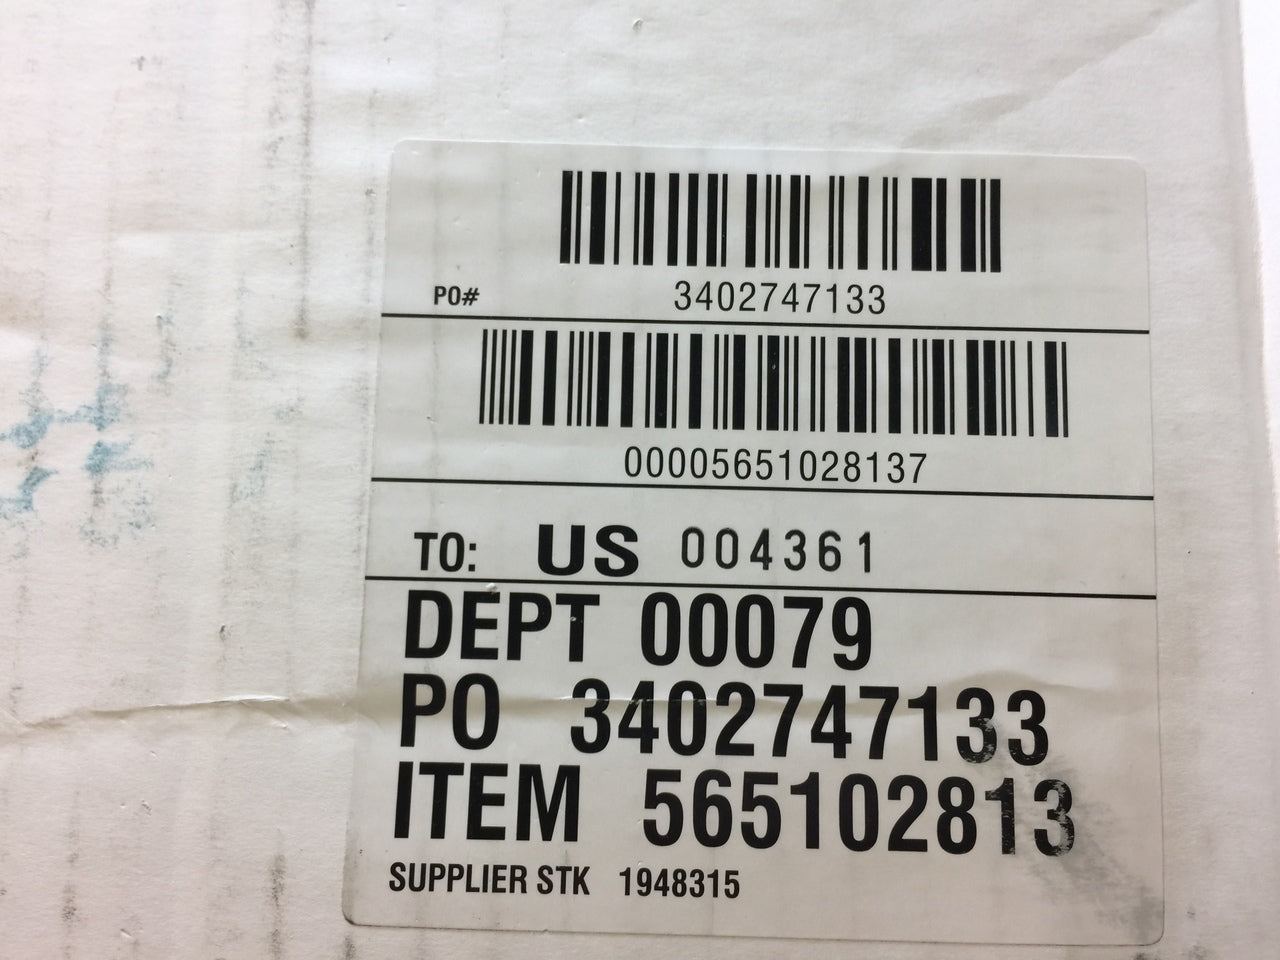 PO# 3402747133
00005651028137
TO: US 004361
DEPT 00079
PO 3402747133
ITEM 565102813
SUPPLIER STK 1948315